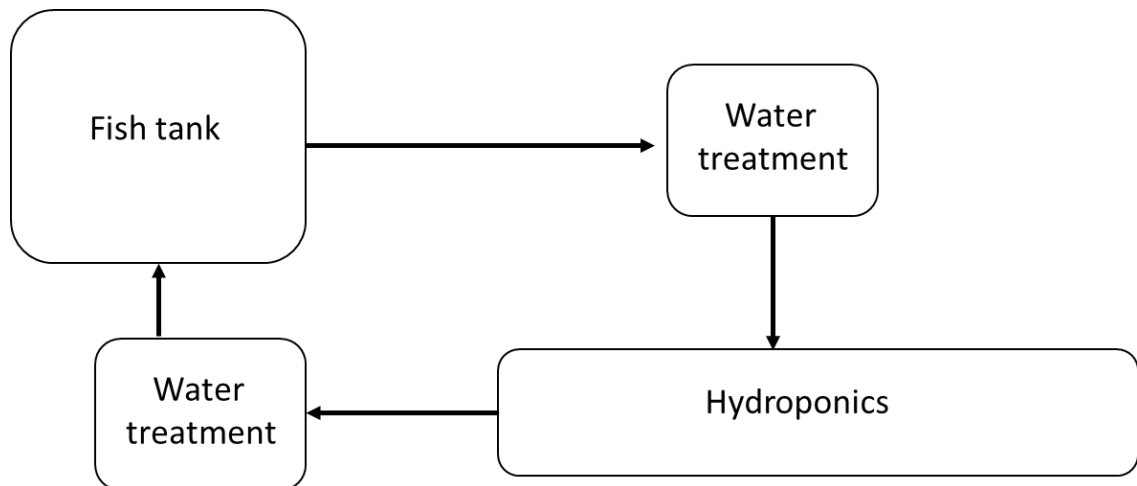 Fish tank
Water
treatment
Hydroponics
Water
treatment